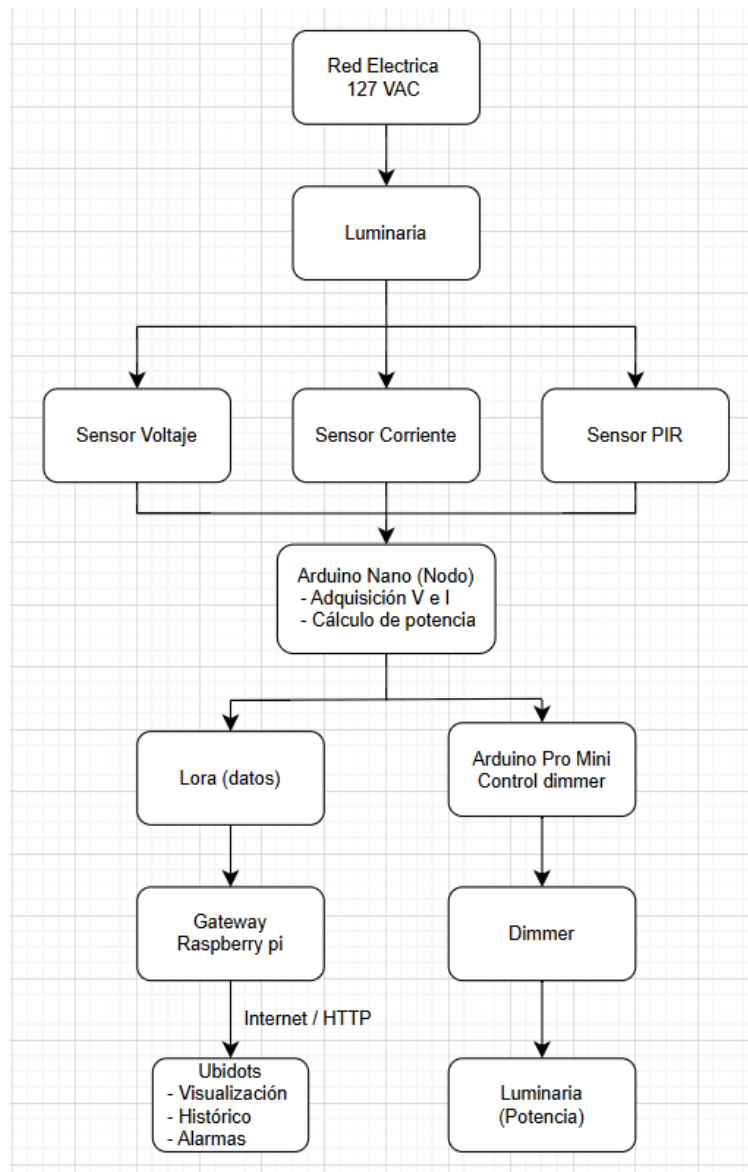 Red Electrica
127 VAC
Luminaria
Sensor Voltaje
Sensor Corriente
Sensor PIR
Arduino Nano (Nodo)
- Adquisición V e I
- Cálculo de potencia
Lora (datos)
Arduino Pro Mini
Control dimmer
Gateway
Raspberry pi
Dimmer
Internet / HTTP
Ubidots
- Visualización
- Histórico
- Alarmas
Luminaria
(Potencia)